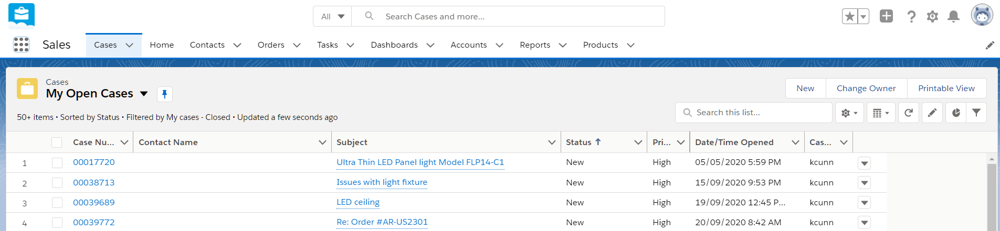 All Search Cases and more...
Sales Cases Home Contacts Orders Tasks Dashboards Accounts Reports Products
Cases
My Open Cases
New Change Owner Printable View
50+ items • Sorted by Status • Filtered by My cases - Closed • Updated a few seconds ago
Search this list...
Case Nu... Contact Name Subject Status Pri... Date/Time Opened Cas...
1 00017720 Ultra Thin LED Panel light Model FLP14-C1 New High 05/05/2020 5:59 PM kcunn
2 00038713 Issues with light fixture New High 15/09/2020 9:53 PM kcunn
3 00039689 LED ceiling New High 19/09/2020 12:45 P... kcunn
4 00039772 Re: Order #AR-US2301 New High 20/09/2020 8:42 AM kcunn